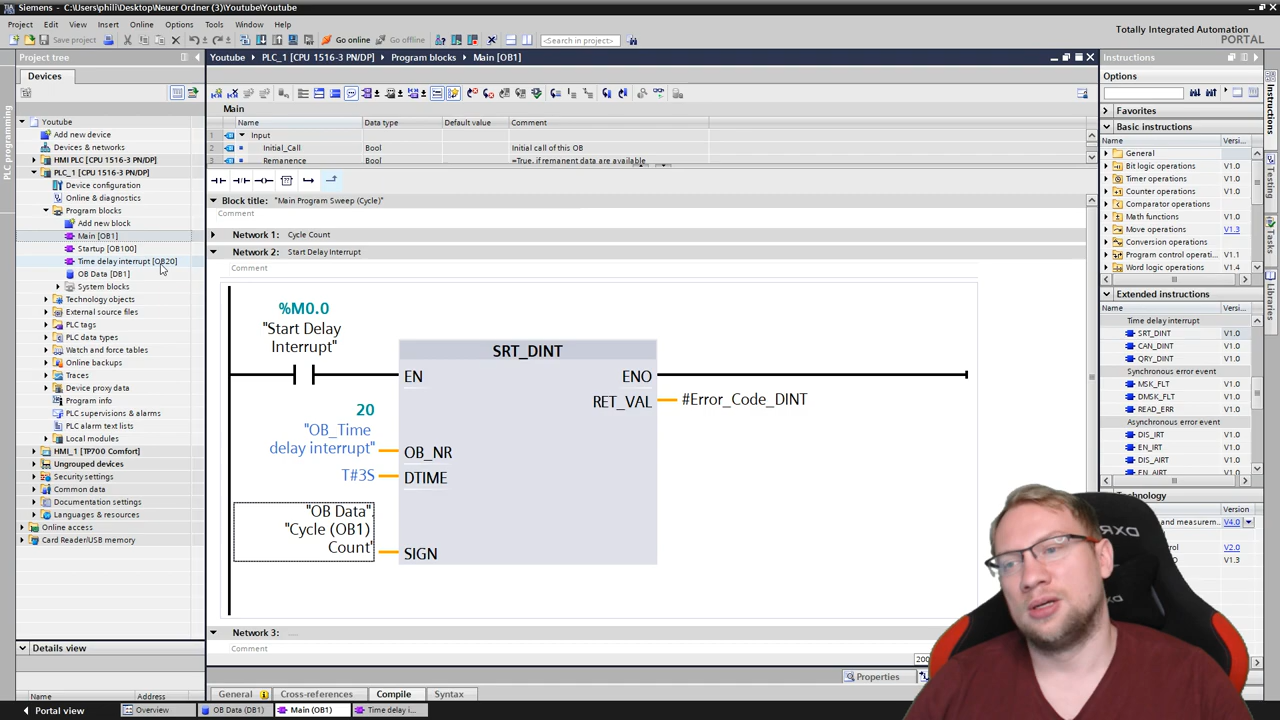 Siemens - C:\Users\phili\Desktop\Neuer Ordner (3)\Youtube\Youtube
Project Edit View Insert Online Options Tools Window Help
Totally Integrated Automation
PORTAL
Save project
Go online
Go offline
<Search in project>
Project tree
Youtube
PLC_1 [CPU 1516-3 PN/DP]
Program blocks
Main [OB1]
Instructions
Devices
Options
PLC programming
Main
Name Data type Default value Comment
1 Input
2 Initial_Call Bool Initial call of this OB
3 Remanence Bool =True, if remanent data are available
Block title: "Main Program Sweep (Cycle)"
Comment
Network 1: Cycle Count
Network 2: Start Delay Interrupt
Comment
%M0.0
"Start Delay
Interrupt"
SRT_DINT
EN
ENO
RET_VAL
#Error_Code_DINT
20
"OB_Time
delay interrupt"
OB_NR
T#3S
DTIME
"OB Data"
"Cycle (OB1)
Count"
SIGN
Network 3:
Comment
Youtube
Add new device
Devices & networks
HMI PLC [CPU 1516-3 PN/DP]
PLC_1 [CPU 1516-3 PN/DP]
Device configuration
Online & diagnostics
Program blocks
Add new block
Main [OB1]
Startup [OB100]
Time delay interrupt [OB20]
OB Data [DB1]
System blocks
Technology objects
External source files
PLC tags
PLC data types
Watch and force tables
Online backups
Traces
Device proxy data
Program info
PLC supervisions & alarms
PLC alarm text lists
Local modules
HMI_1 [TP700 Comfort]
Ungrouped devices
Security settings
Common data
Documentation settings
Languages & resources
Online access
Card Reader/USB memory
Details view
Name Address
Favorites
Basic instructions
Name
General
Bit logic operations V1.0
Timer operations V1.0
Counter operations V1.0
Comparator operations
Math functions V1.0
Move operations V1.3
Conversion operations
Program control operati... V1.1
Word logic operations V1.4
Extended instructions
Name
Time delay interrupt
SRT_DINT V1.0
CAN_DINT V1.0
QRY_DINT V1.0
Synchronous error event
MSK_FLT V1.0
DMSK_FLT V1.0
READ_ERR V1.0
Asynchronous error event
DIS_IRT V1.0
EN_IRT V1.0
DIS_AIRT V1.0
EN_AIRT V1.0
Technology
Version
V4.0
V2.0
V1.3
Instructions
Testing
Tasks
Libraries
DXR
Properties
General Cross-references Compile Syntax
Portal view
Overview
OB Data (DB1)
Main (OB1)
Time delay i...